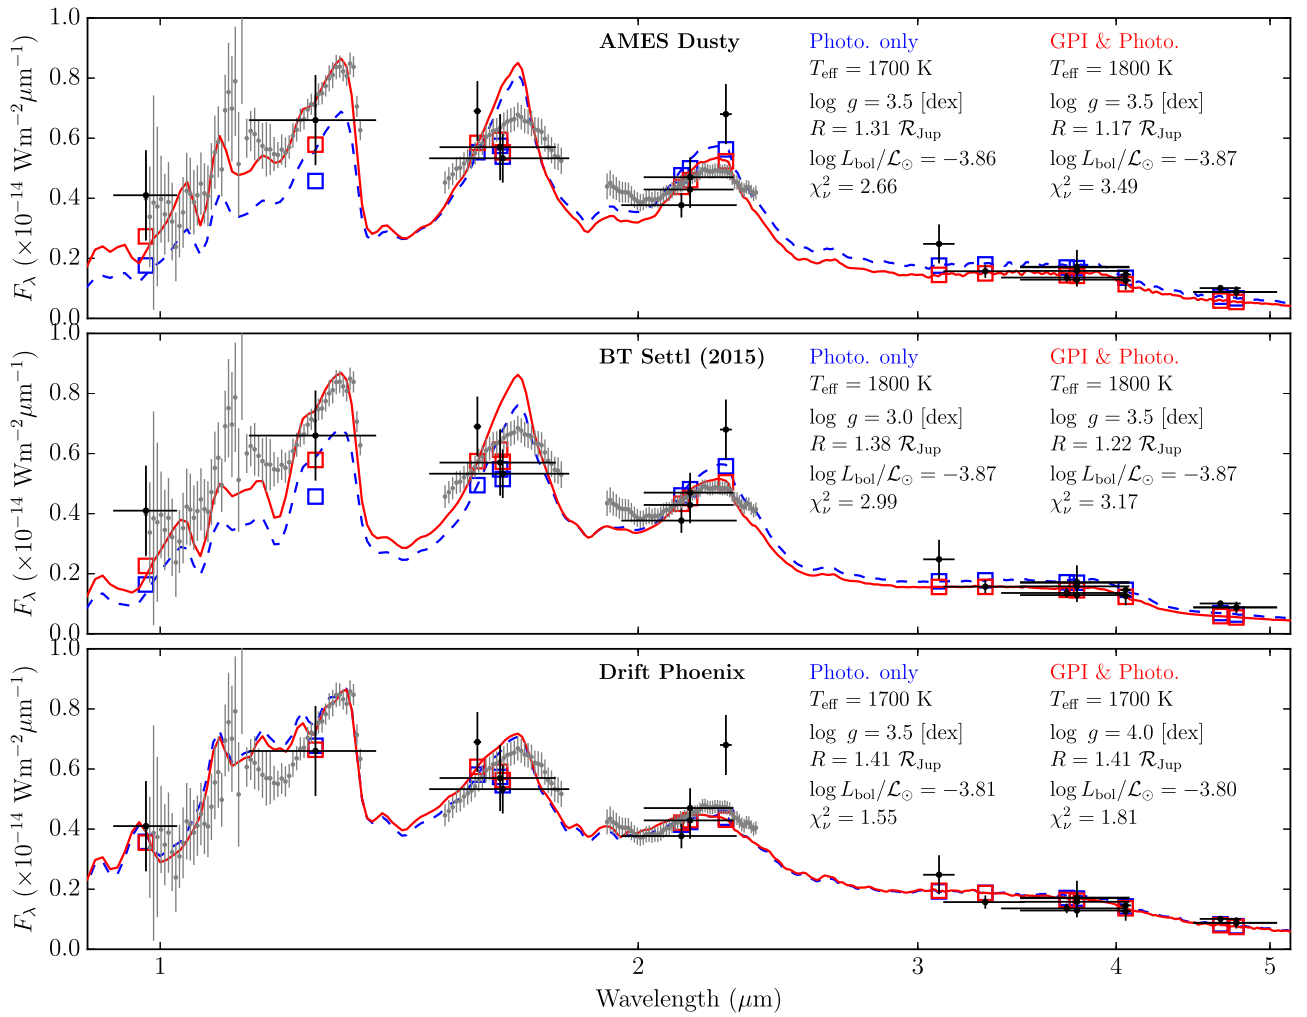 AMES Dusty
Photo. only
T_eff = 1700 K
log g = 3.5 [dex]
R = 1.31 ℛ_Jup
log L_bol/ℒ_⊙ = −3.86
χ²_ν = 2.66
GPI & Photo.
T_eff = 1800 K
log g = 3.5 [dex]
R = 1.17 ℛ_Jup
log L_bol/ℒ_⊙ = −3.87
χ²_ν = 3.49
1.0
0.8
0.6
0.4
0.2
0.0
F_λ (×10⁻¹⁴ Wm⁻²μm⁻¹)
BT Settl (2015)
Photo. only
T_eff = 1800 K
log g = 3.0 [dex]
R = 1.38 ℛ_Jup
log L_bol/ℒ_⊙ = −3.87
χ²_ν = 2.99
GPI & Photo.
T_eff = 1800 K
log g = 3.5 [dex]
R = 1.22 ℛ_Jup
log L_bol/ℒ_⊙ = −3.87
χ²_ν = 3.17
1.0
0.8
0.6
0.4
0.2
0.0
F_λ (×10⁻¹⁴ Wm⁻²μm⁻¹)
Drift Phoenix
Photo. only
T_eff = 1700 K
log g = 3.5 [dex]
R = 1.41 ℛ_Jup
log L_bol/ℒ_⊙ = −3.81
χ²_ν = 1.55
GPI & Photo.
T_eff = 1700 K
log g = 4.0 [dex]
R = 1.41 ℛ_Jup
log L_bol/ℒ_⊙ = −3.80
χ²_ν = 1.81
1.0
0.8
0.6
0.4
0.2
0.0
F_λ (×10⁻¹⁴ Wm⁻²μm⁻¹)
1 2 3 4 5
Wavelength (μm)